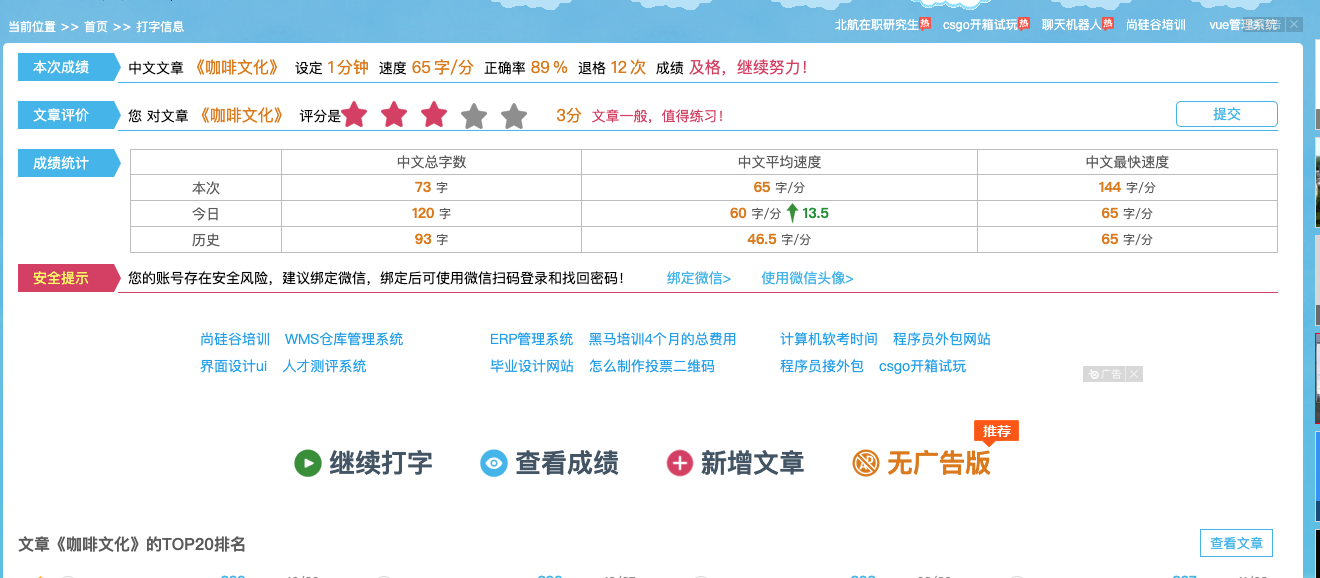 当前位置 >> 首页 >> 打字信息
北航在职研究生热 csgo开箱试玩热 聊天机器人热 尚硅谷培训 vue管理系统
本次成绩 中文文章 《咖啡文化》 设定 1分钟 速度 65 字/分 正确率 89 % 退格 12 次 成绩 及格，继续努力！
文章评价 您 对文章 《咖啡文化》 评分是 3分 文章一般，值得练习！ 提交
成绩统计 中文总字数 中文平均速度 中文最快速度
本次 73 字 65 字/分 144 字/分
今日 120 字 60 字/分 13.5 65 字/分
历史 93 字 46.5 字/分 65 字/分
安全提示 您的账号存在安全风险，建议绑定微信，绑定后可使用微信扫码登录和找回密码！ 绑定微信> 使用微信头像>
尚硅谷培训 WMS仓库管理系统 ERP管理系统 黑马培训4个月的总费用 计算机软考时间 程序员外包网站
界面设计ui 人才测评系统 毕业设计网站 怎么制作投票二维码 程序员接外包 csgo开箱试玩
广告
推荐
继续打字 查看成绩 新增文章 无广告版
文章《咖啡文化》的TOP20排名 查看文章